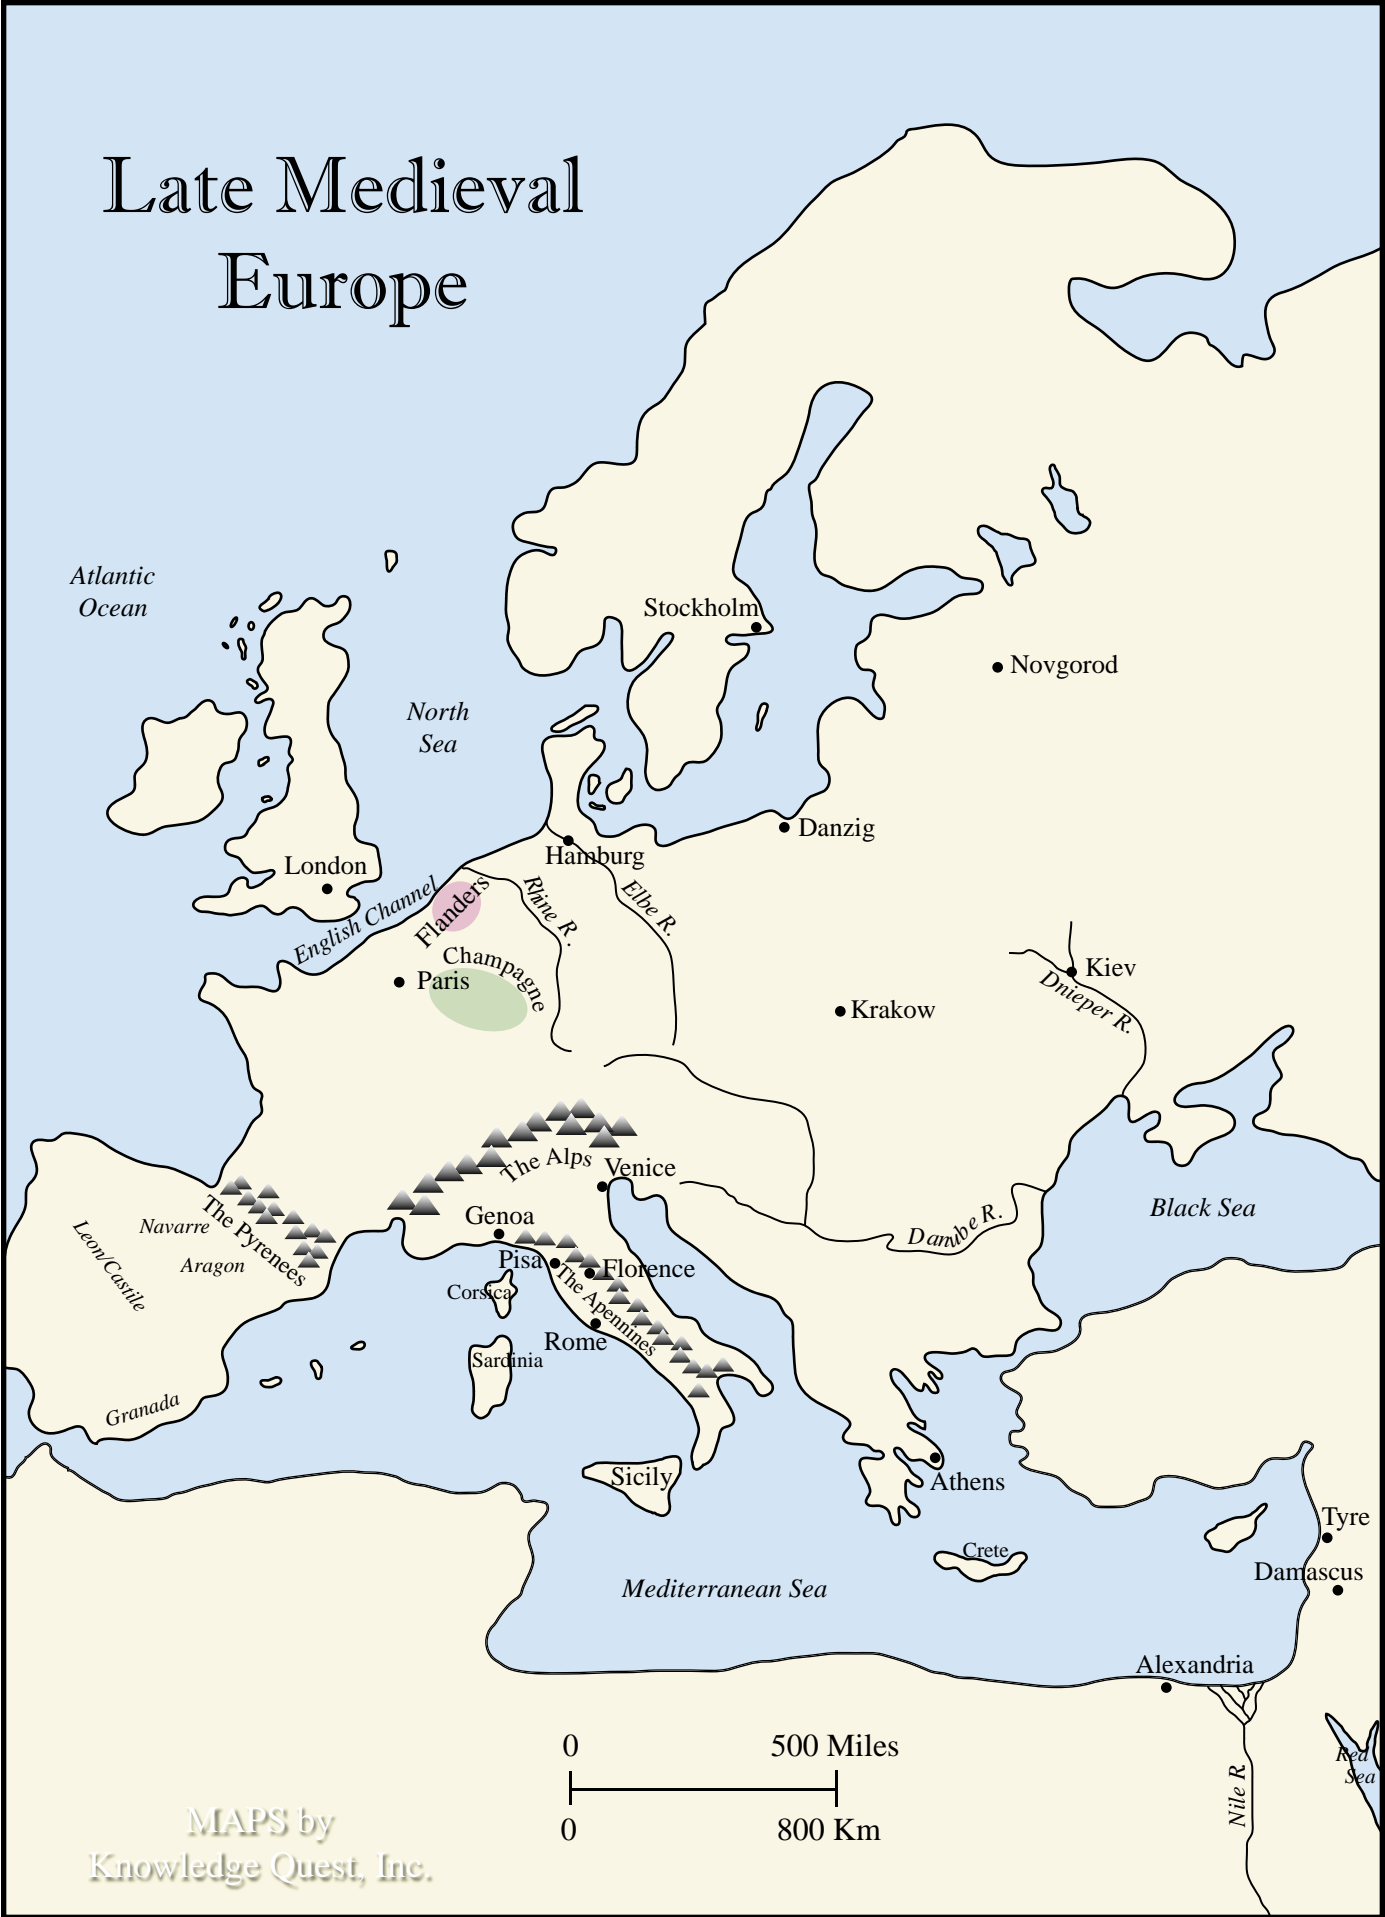 Late Medieval
Europe
Atlantic
Ocean
Stockholm
Novgorod
North
Sea
Danzig
Hamburg
London
English Channel
Flanders
Rhine R.
Elbe R.
Champagne
Paris
Kiev
Dnieper R.
Krakow
The Alps
Venice
Navarre
The Pyrenees
Leon/Castile
Aragon
Genoa
Pisa
Florence
Danube R.
Black Sea
Corsica
The Apennines
Rome
Sardinia
Granada
Sicily
Athens
Crete
Tyre
Damascus
Mediterranean Sea
Alexandria
0 500 Miles
0 800 Km
Nile R.
Red
Sea
MAPS by
Knowledge Quest, Inc.